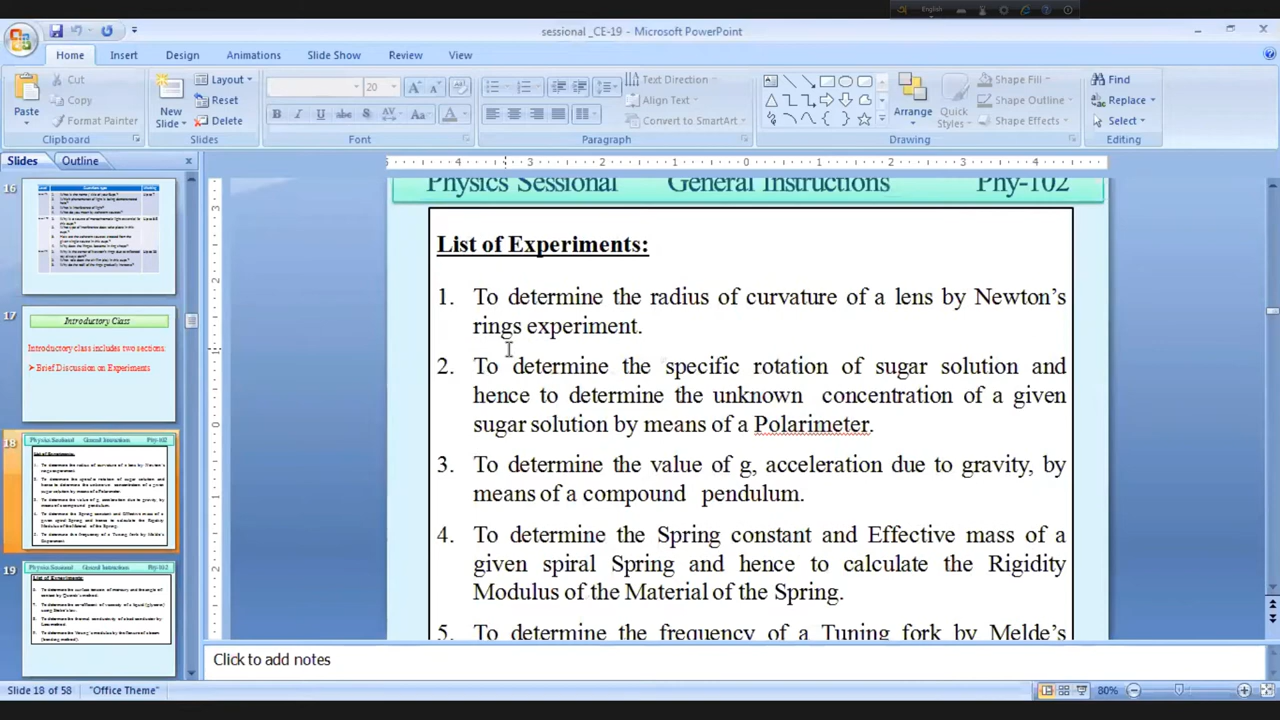 English
sessional _CE-19 - Microsoft PowerPoint
Home Insert Design Animations Slide Show Review View
Cut
Copy
Format Painter
Paste
Clipboard
New Slide
Layout
Reset
Delete
Slides
20
Font
Paragraph
Text Direction
Align Text
Convert to SmartArt
Arrange
Quick Styles
Shape Fill
Shape Outline
Shape Effects
Drawing
Find
Replace
Select
Editing
Slides Outline
16
17
Introductory Class
Introductory class includes two sections:
Brief Discussion on Experiments
18
19
Physics Sessional General Instructions Phy-102
List of Experiments:
1. To determine the radius of curvature of a lens by Newton's
rings experiment.
2. To determine the specific rotation of sugar solution and
hence to determine the unknown concentration of a given
sugar solution by means of a Polarimeter.
3. To determine the value of g, acceleration due to gravity, by
means of a compound pendulum.
4. To determine the Spring constant and Effective mass of a
given spiral Spring and hence to calculate the Rigidity
Modulus of the Material of the Spring.
5. To determine the frequency a Tuning fork by Melde's
Click to add notes
Slide 18 of 58 "Office Theme" 80%